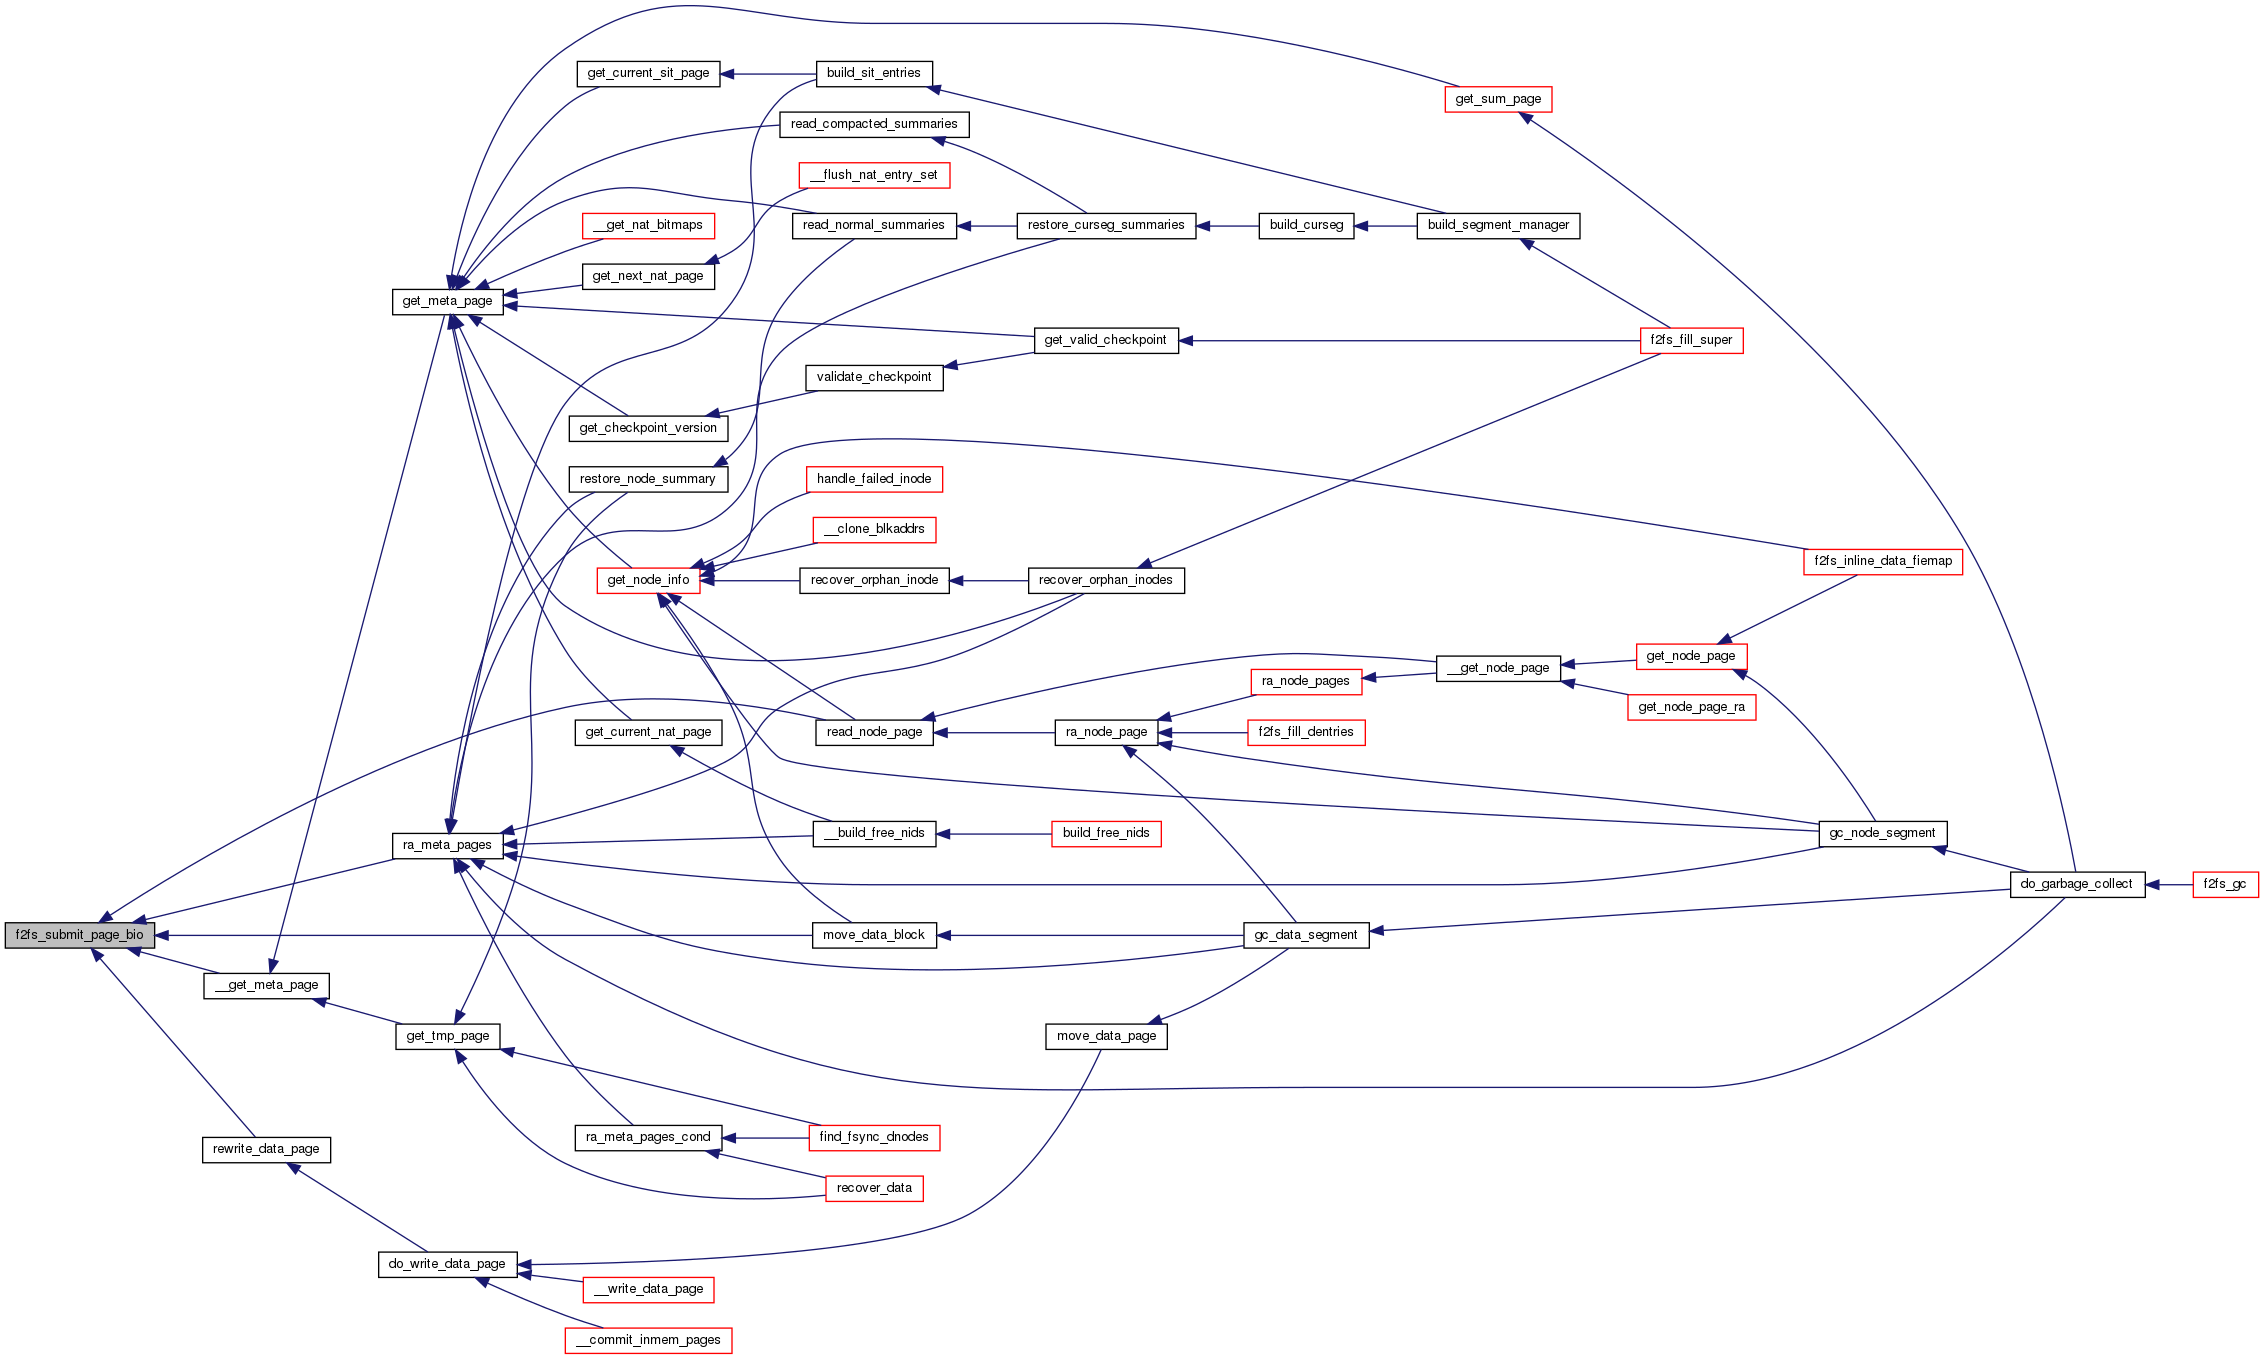 get_current_sit_page
build_sit_entries
get_sum_page
read_compacted_summaries
__flush_nat_entry_set
__get_nat_bitmaps
read_normal_summaries
restore_curseg_summaries
build_curseg
build_segment_manager
get_next_nat_page
get_meta_page
get_valid_checkpoint
f2fs_fill_super
validate_checkpoint
get_checkpoint_version
restore_node_summary
handle_failed_inode
__clone_blkaddrs
f2fs_inline_data_fiemap
get_node_info
recover_orphan_inode
recover_orphan_inodes
get_node_page
__get_node_page
ra_node_pages
get_node_page_ra
get_current_nat_page
read_node_page
ra_node_page
f2fs_fill_dentries
__build_free_nids
build_free_nids
gc_node_segment
ra_meta_pages
do_garbage_collect
f2fs_gc
f2fs_submit_page_bio
move_data_block
gc_data_segment
__get_meta_page
get_tmp_page
move_data_page
ra_meta_pages_cond
find_fsync_dnodes
rewrite_data_page
recover_data
do_write_data_page
__write_data_page
__commit_inmem_pages